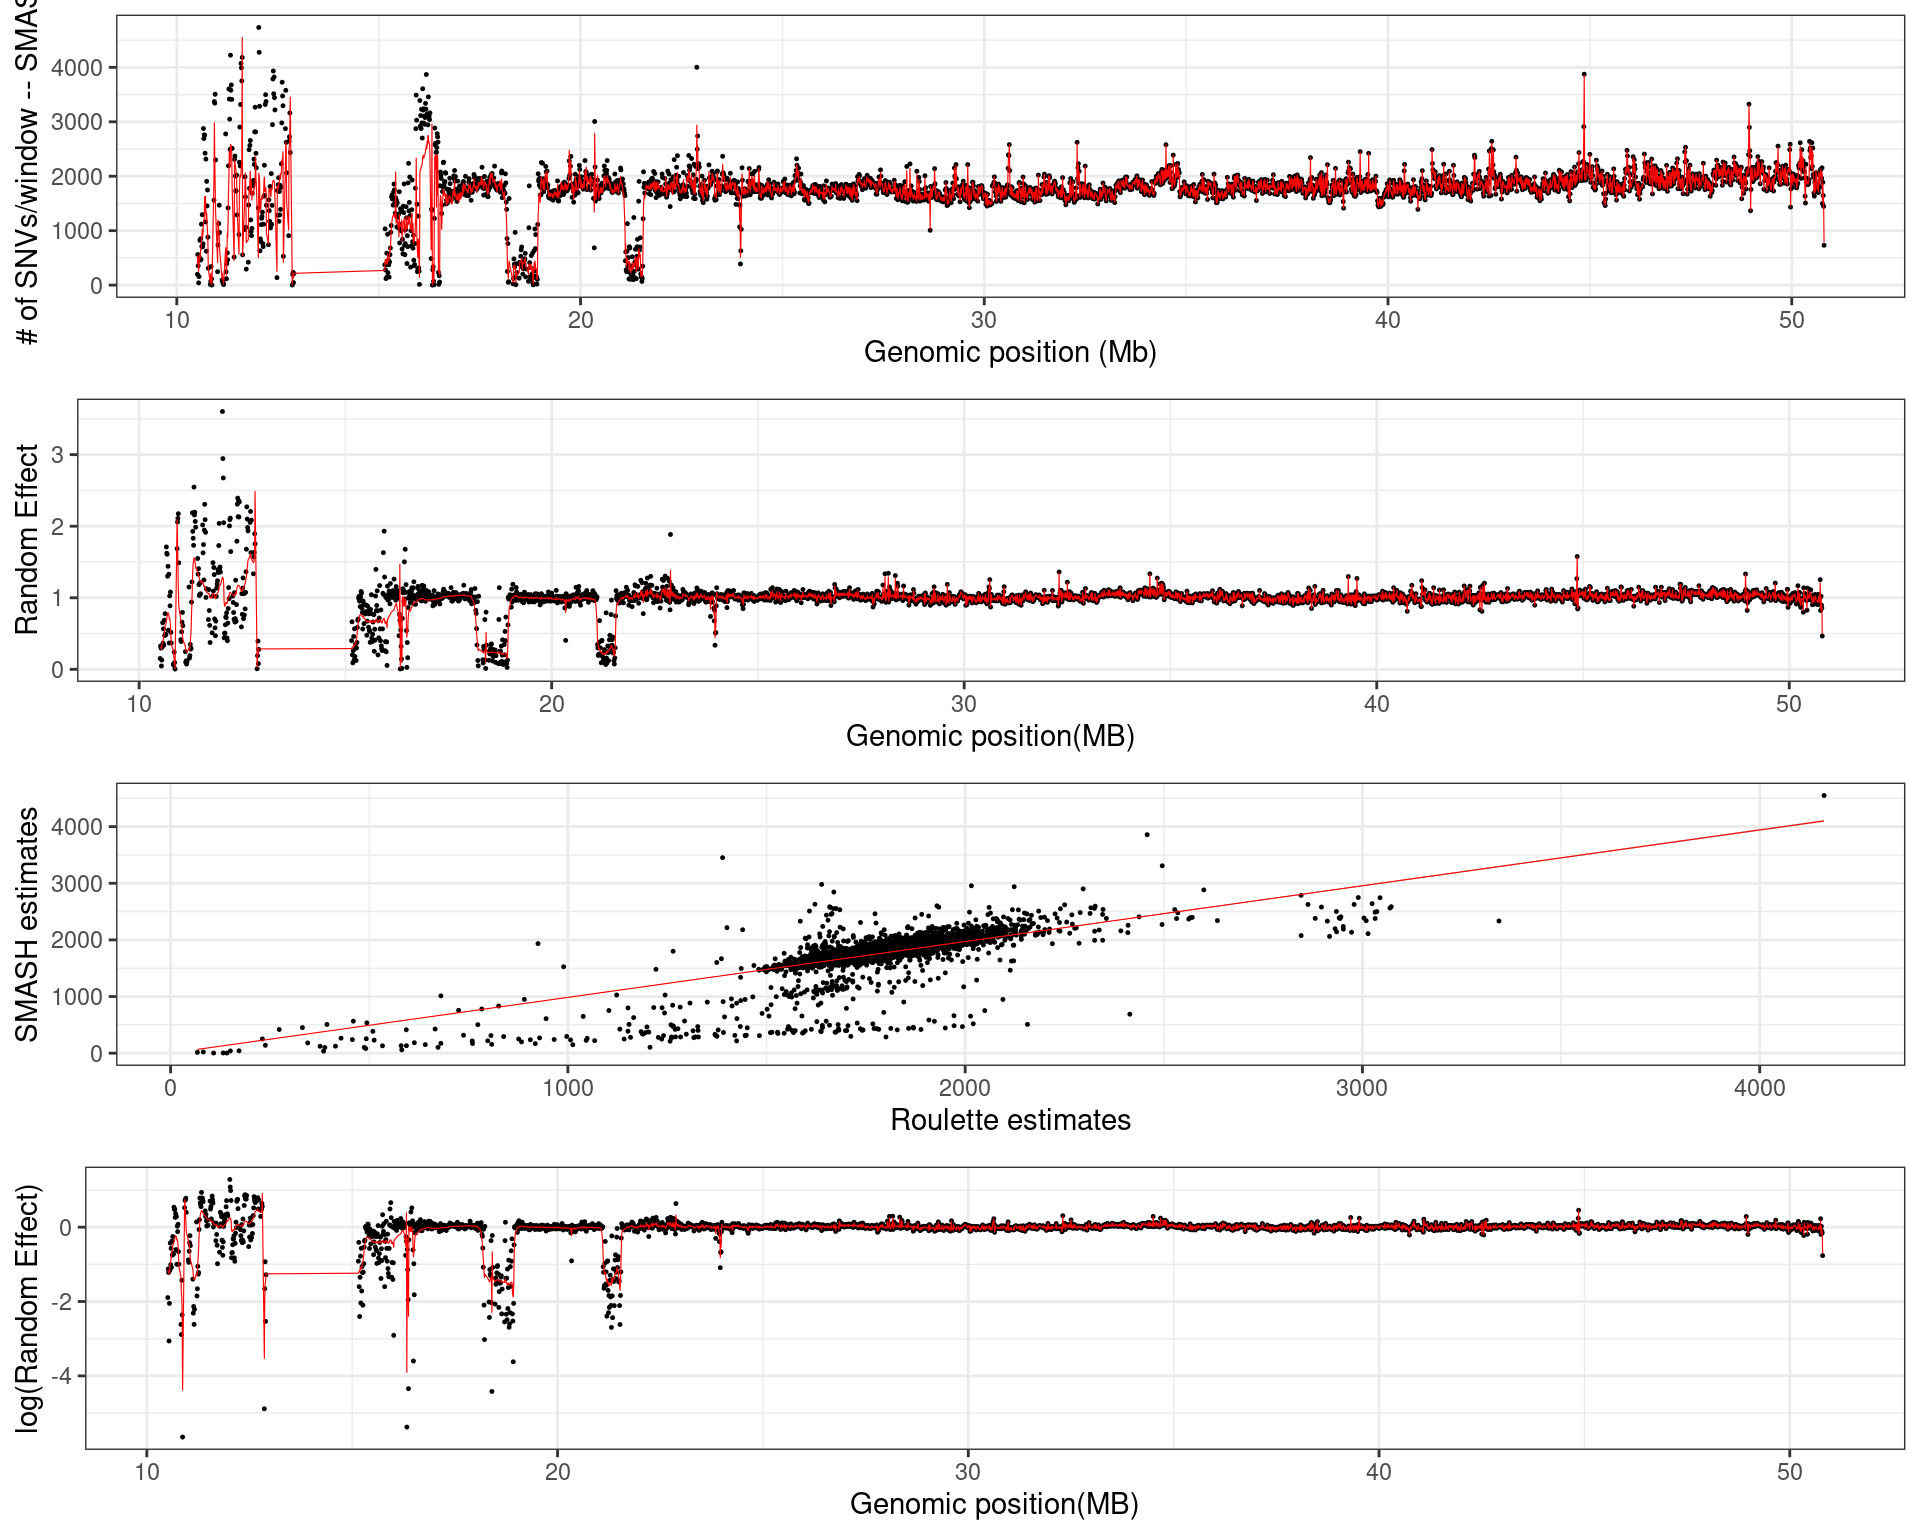 # of SNVs/window -- SMAS
4000
3000
2000
1000
0
10 20 30 40 50
Genomic position (Mb)
Random Effect
3
2
1
0
10 20 30 40 50
Genomic position(MB)
SMASH estimates
4000
3000
2000
1000
0
0 1000 2000 3000 4000
Roulette estimates
log(Random Effect)
0
-2
-4
10 20 30 40 50
Genomic position(MB)